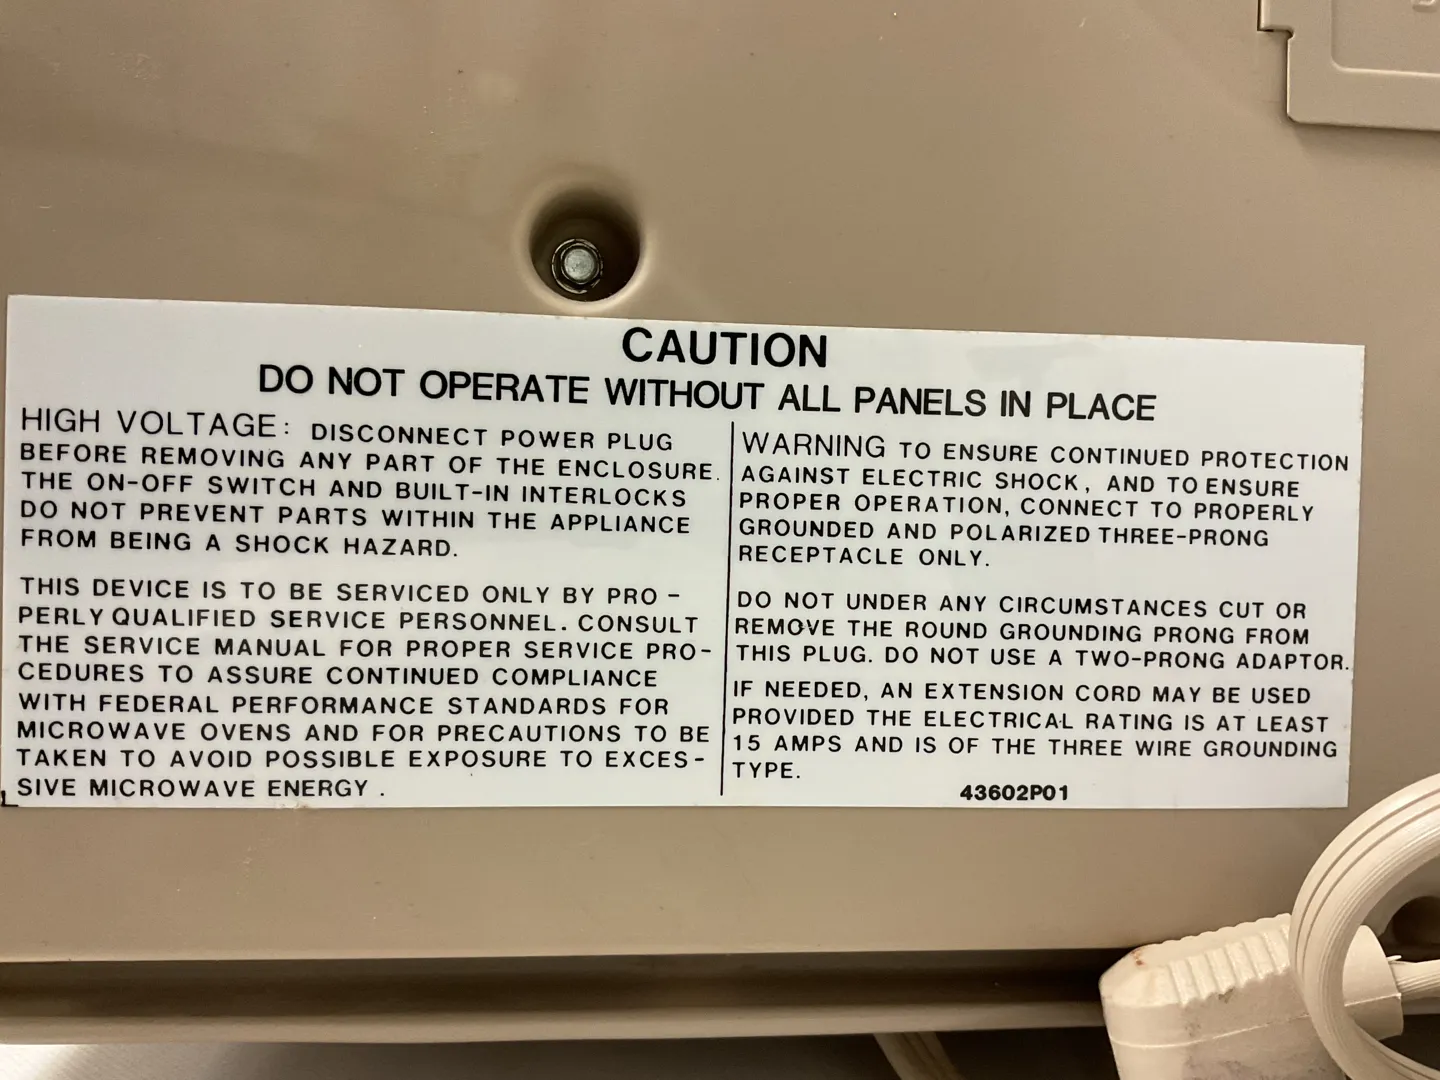 CAUTION
DO NOT OPERATE WITHOUT ALL PANELS IN PLACE
HIGH VOLTAGE: DISCONNECT POWER PLUG
BEFORE REMOVING ANY PART OF THE ENCLOSURE.
THE ON-OFF SWITCH AND BUILT-IN INTERLOCKS
DO NOT PREVENT PARTS WITHIN THE APPLIANCE
FROM BEING A SHOCK HAZARD.
THIS DEVICE IS TO BE SERVICED ONLY BY PRO-
PERLY QUALIFIED SERVICE PERSONNEL. CONSULT
THE SERVICE MANUAL FOR PROPER SERVICE PRO-
CEDURES TO ASSURE CONTINUED COMPLIANCE
WITH FEDERAL PERFORMANCE STANDARDS FOR
MICROWAVE OVENS AND FOR PRECAUTIONS TO BE
TAKEN TO AVOID POSSIBLE EXPOSURE TO EXCES-
SIVE MICROWAVE ENERGY.
WARNING TO ENSURE CONTINUED PROTECTION
AGAINST ELECTRIC SHOCK, AND TO ENSURE
PROPER OPERATION, CONNECT TO PROPERLY
GROUNDED AND POLARIZED THREE-PRONG
RECEPTACLE ONLY.
DO NOT UNDER ANY CIRCUMSTANCES CUT OR
REMOVE THE ROUND GROUNDING PRONG FROM
THIS PLUG. DO NOT USE A TWO-PRONG ADAPTOR.
IF NEEDED, AN EXTENSION CORD MAY BE USED
PROVIDED THE ELECTRICAL RATING IS AT LEAST
15 AMPS AND IS OF THE THREE WIRE GROUNDING
TYPE.
43602P01